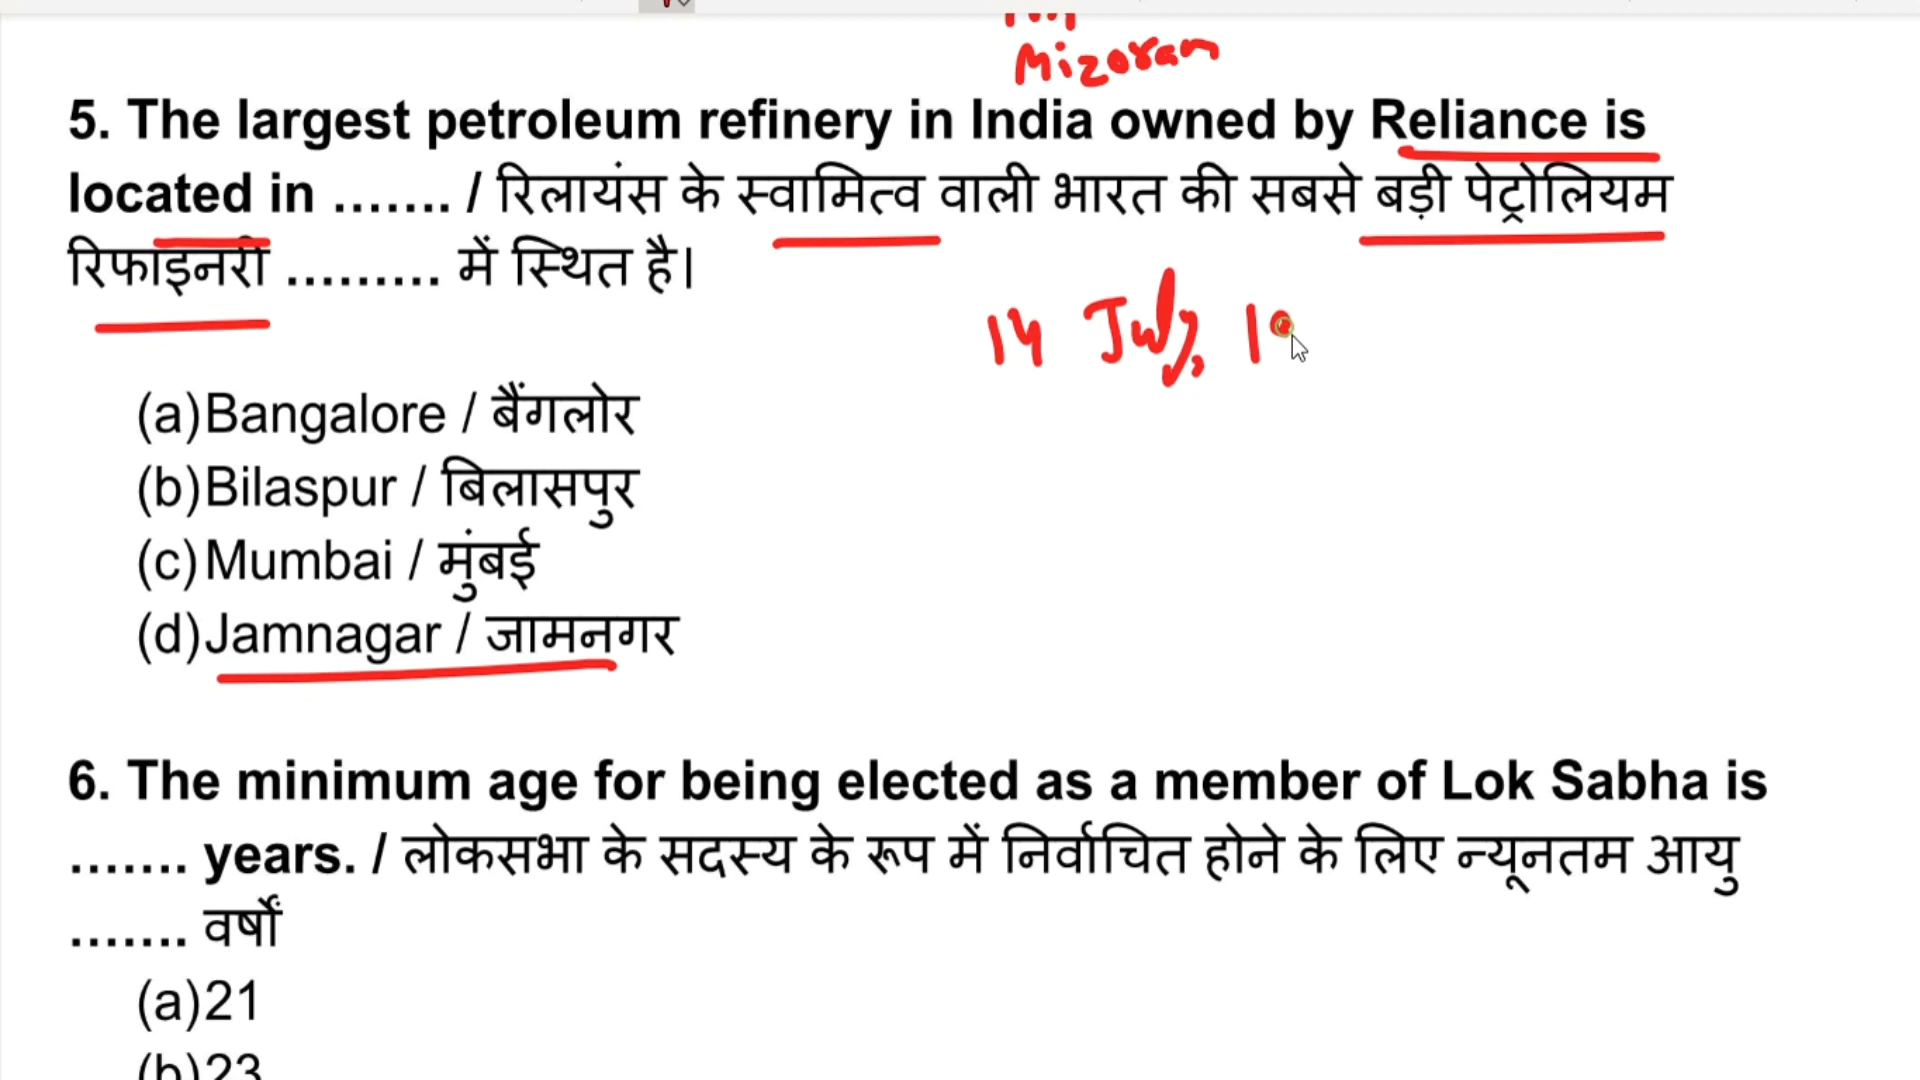 Mizoram
5. The largest petroleum refinery in India owned by Reliance is
located in ....... / रिलायंस के स्वामित्व वाली भारत की सबसे बड़ी पेट्रोलियम
रिफाइनरी ......... में स्थित है।
14 July, 19
(a)Bangalore / बैंगलोर
(b)Bilaspur / बिलासपुर
(c)Mumbai / मुंबई
(d)Jamnagar / जामनगर
6. The minimum age for being elected as a member of Lok Sabha is
....... years. / लोकसभा के सदस्य के रूप में निर्वाचित होने के लिए न्यूनतम आयु
....... वर्षों
(a)21
(b)23